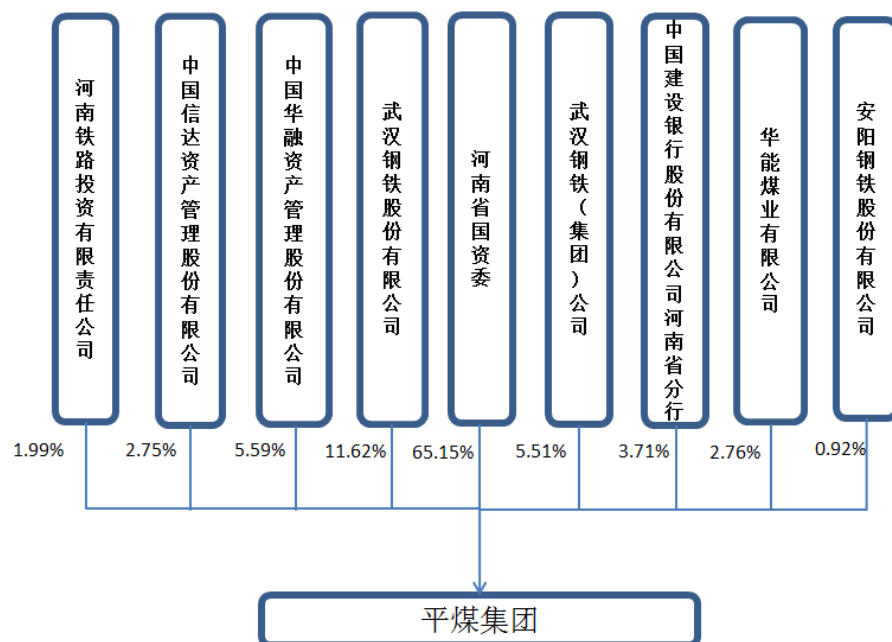 河南铁路投资有限责任公司
中国信达资产管理股份有限公司
中国华融资产管理股份有限公司
武汉钢铁股份有限公司
河南省国资委
武汉钢铁（集团）公司
中国建设银行股份有限公司河南省分行
华能煤业有限公司
安阳钢铁股份有限公司
1.99%
2.75%
5.59%
11.62%
65.15%
5.51%
3.71%
2.76%
0.92%
平煤集团